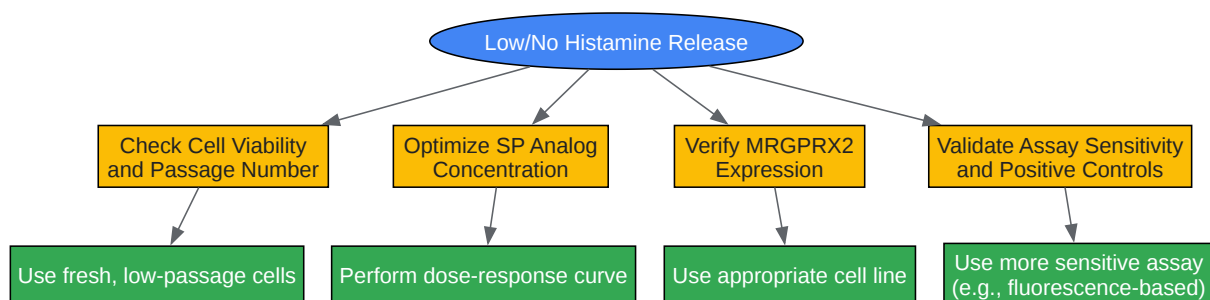 Low/No Histamine Release
Check Cell Viability
and Passage Number
Optimize SP Analog
Concentration
Verify MRGPRX2
Expression
Validate Assay Sensitivity
and Positive Controls
Use fresh, low-passage cells
Perform dose-response curve
Use appropriate cell line
Use more sensitive assay
(e.g., fluorescence-based)